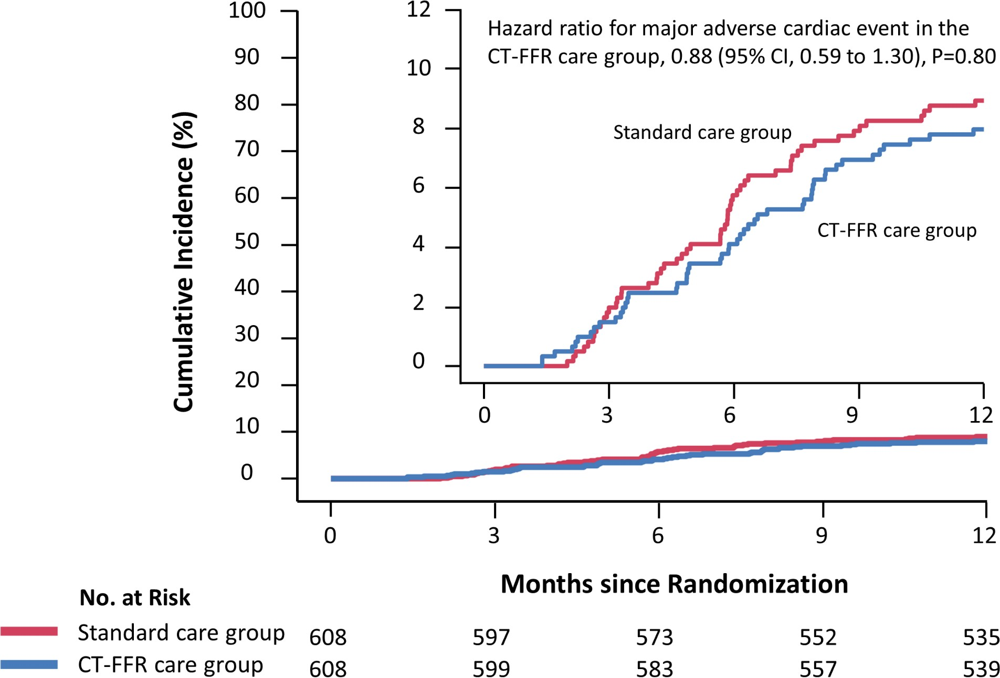 Cumulative Incidence (%)
100
90
80
70
60
50
40
30
20
10
0
12
10
8
6
4
2
0
Hazard ratio for major adverse cardiac event in the
CT-FFR care group, 0.88 (95% CI, 0.59 to 1.30), P=0.80
Standard care group
CT-FFR care group
0 3 6 9 12
0 3 6 9 12
Months since Randomization
No. at Risk
Standard care group 608 597 573 552 535
CT-FFR care group 608 599 583 557 539